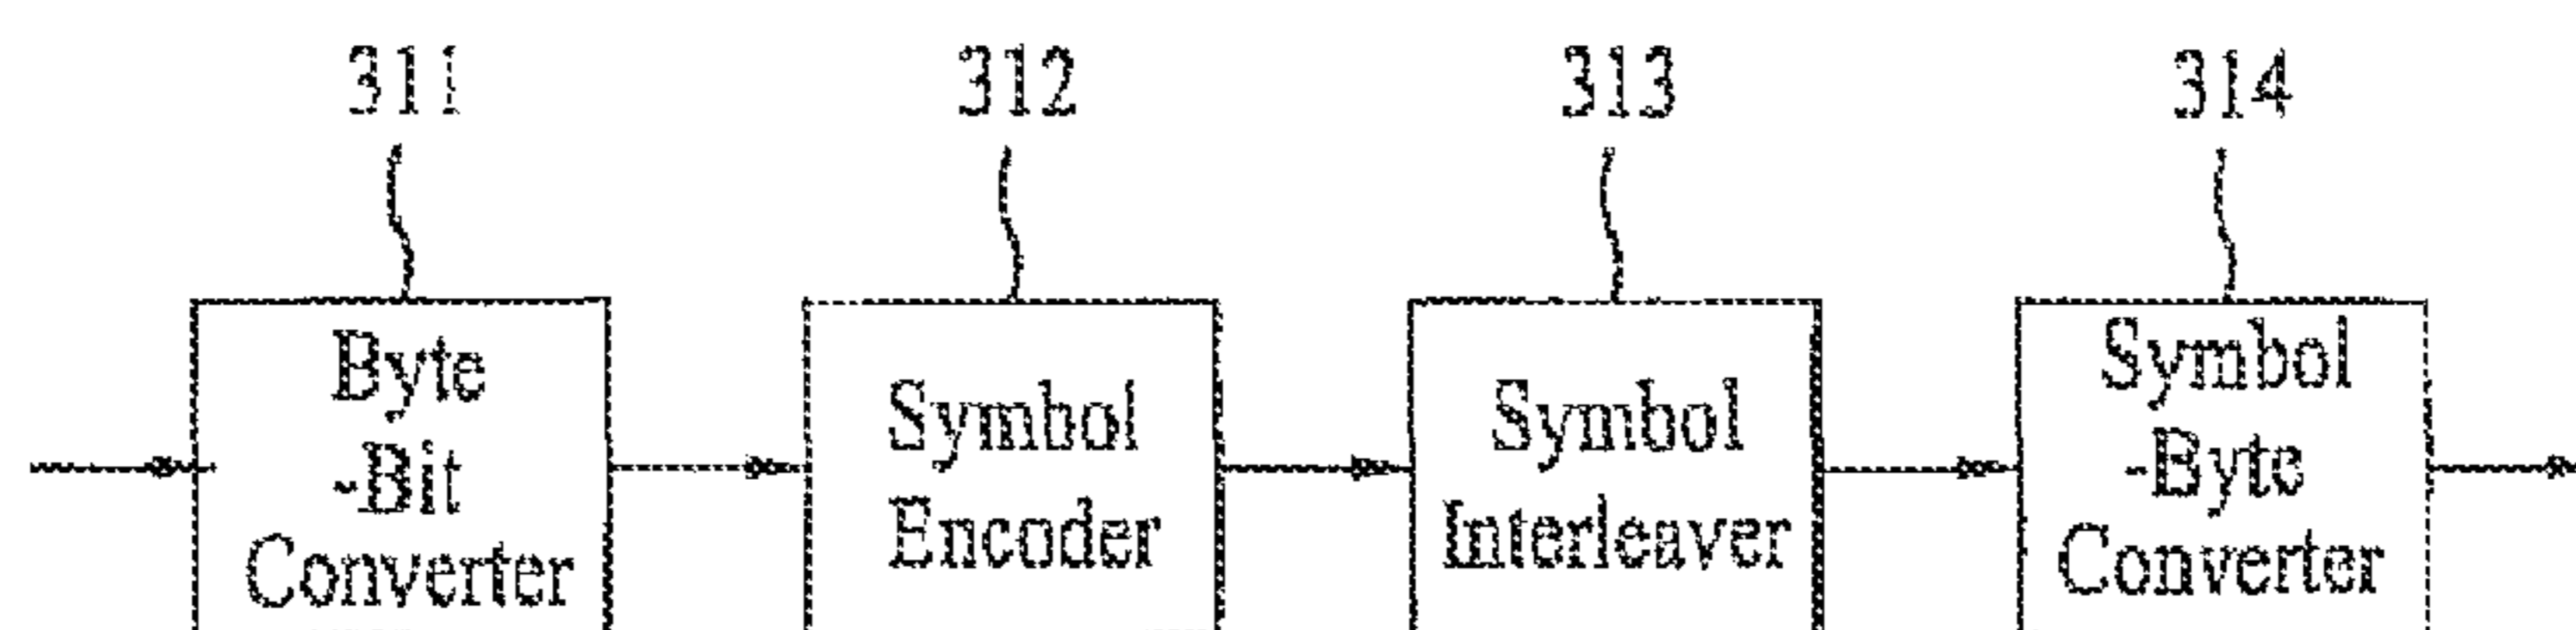 311
312
313
314
Byte
-Bit
Converter
Symbol
Encoder
Symbol
Interleaver
Symbol
-Byte
Converter